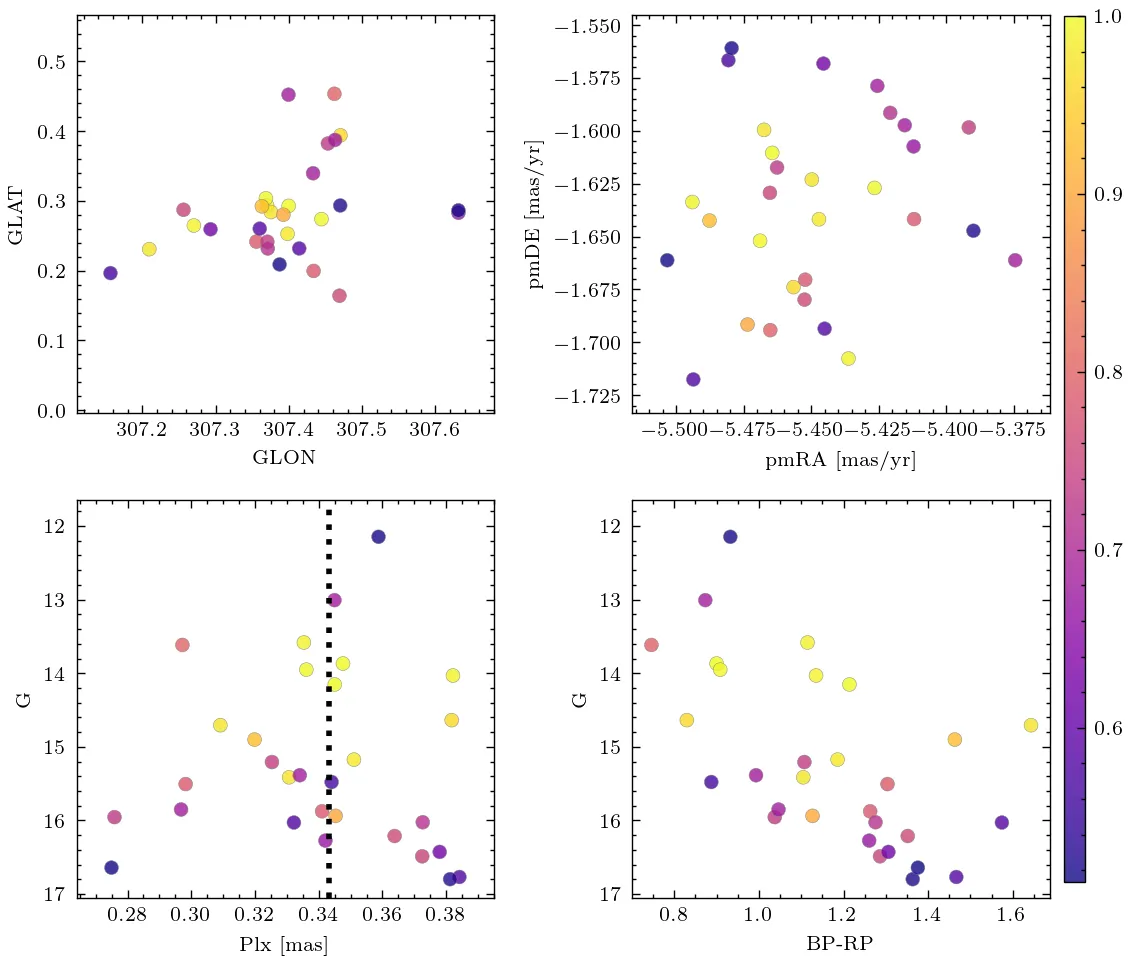 0.5
0.4
0.3
0.2
0.1
0.0
GLAT
307.2 307.3 307.4 307.5 307.6
GLON
−1.550
−1.575
−1.600
−1.625
−1.650
−1.675
−1.700
−1.725
pmDE [mas/yr]
−5.500−5.475−5.450−5.425−5.400−5.375
pmRA [mas/yr]
1.0
0.9
0.8
0.7
0.6
12
13
14
15
16
17
G
0.28 0.30 0.32 0.34 0.36 0.38
Plx [mas]
12
13
14
15
16
17
G
0.8 1.0 1.2 1.4 1.6
BP-RP